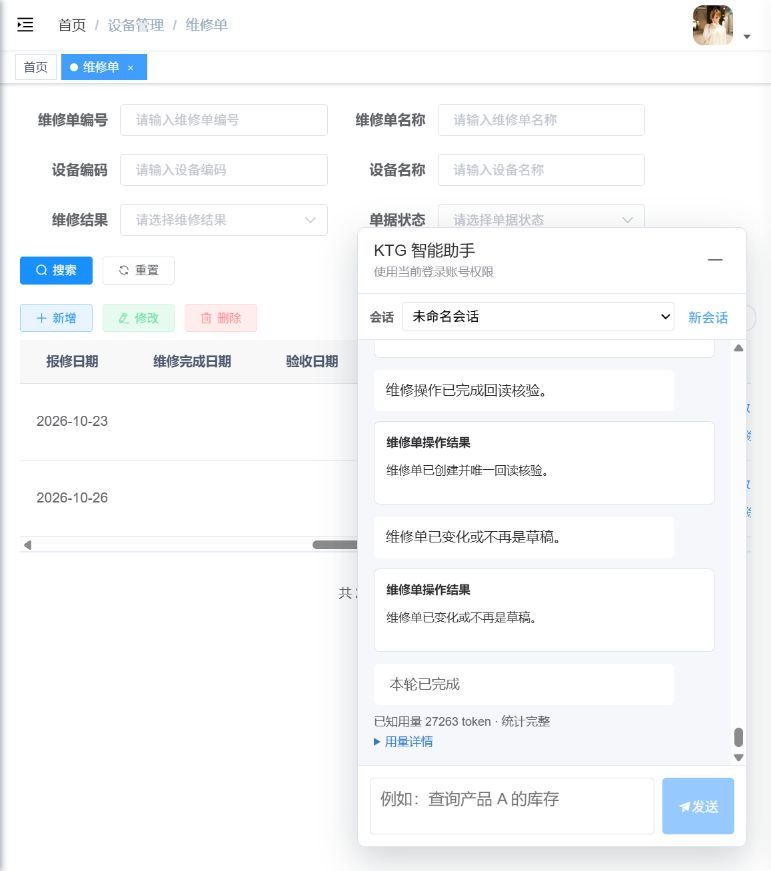 首页 / 设备管理 / 维修单
首页
维修单 ×
维修单编号 请输入维修单编号 维修单名称 请输入维修单名称
设备编码 请输入设备编码 设备名称 请输入设备名称
维修结果 请选择维修结果 单据状态 请选择单据状态
搜索 重置
新增 修改 删除
报修日期 维修完成日期 验收日期
2026-10-23
2026-10-26
共
KTG 智能助手
使用当前登录账号权限
会话 未命名会话 新会话
维修操作已完成回读核验。
维修单操作结果
维修单已创建并唯一回读核验。
维修单已变化或不再是草稿。
维修单操作结果
维修单已变化或不再是草稿。
本轮已完成
已知用量 27263 token · 统计完整
用量详情
例如：查询产品 A 的库存
发送